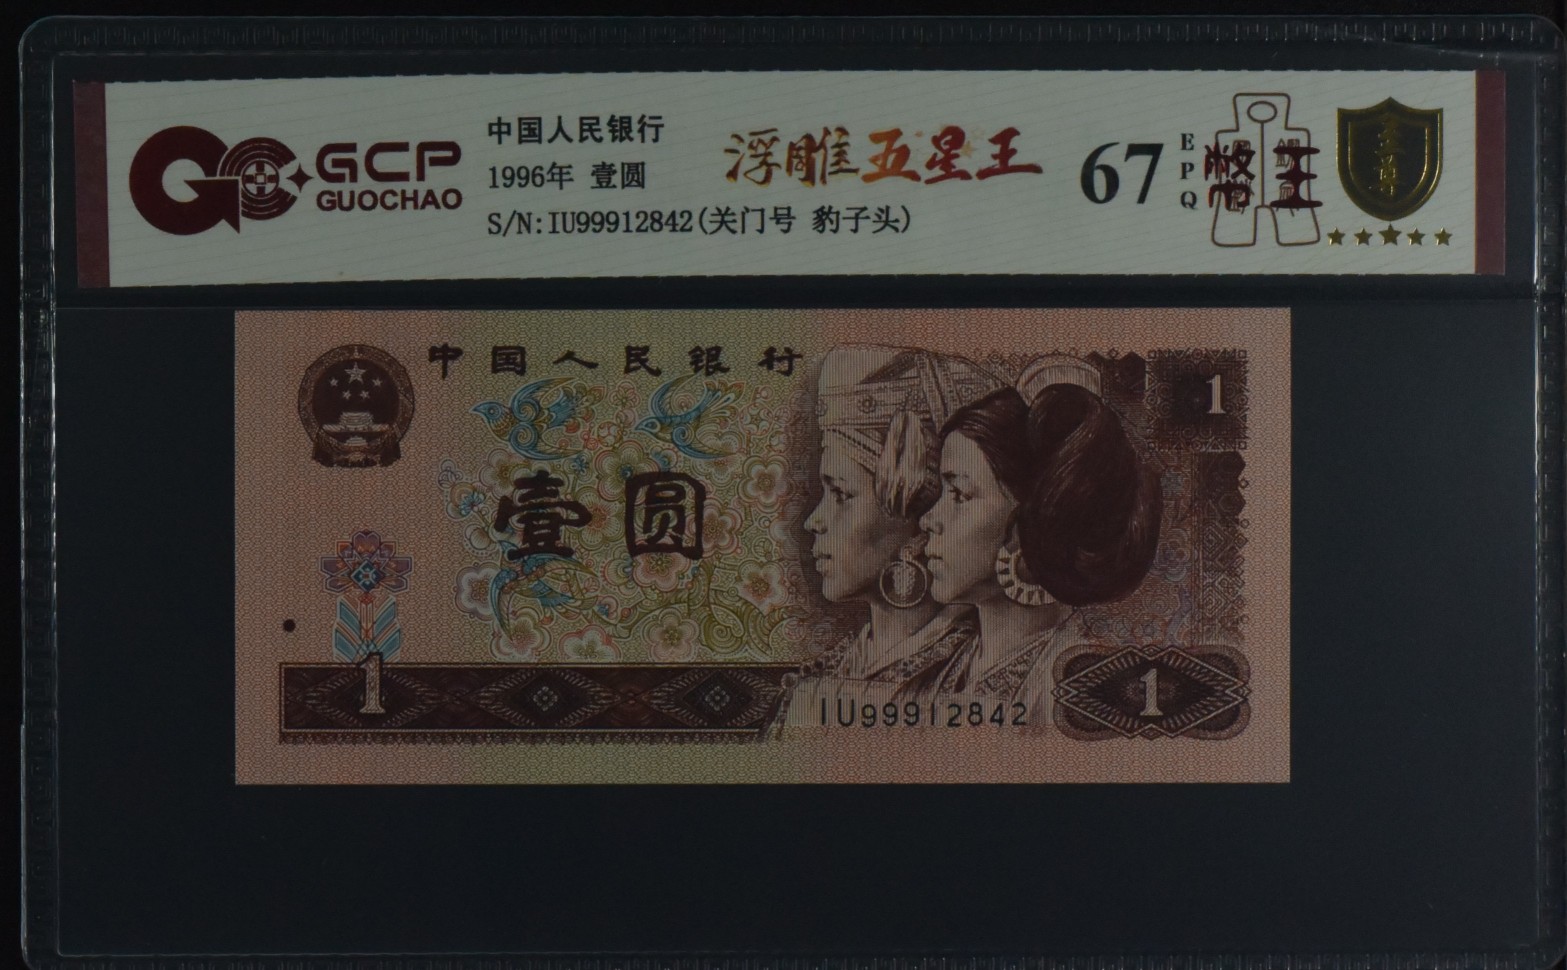 GCP
GUOCHAO
中国人民银行
1996年 壹圆
S/N:IU99912842(关门号 豹子头)
浮雕五星王
67
EPQ
中国人民银行
1
壹圆
1
IU99912842
1